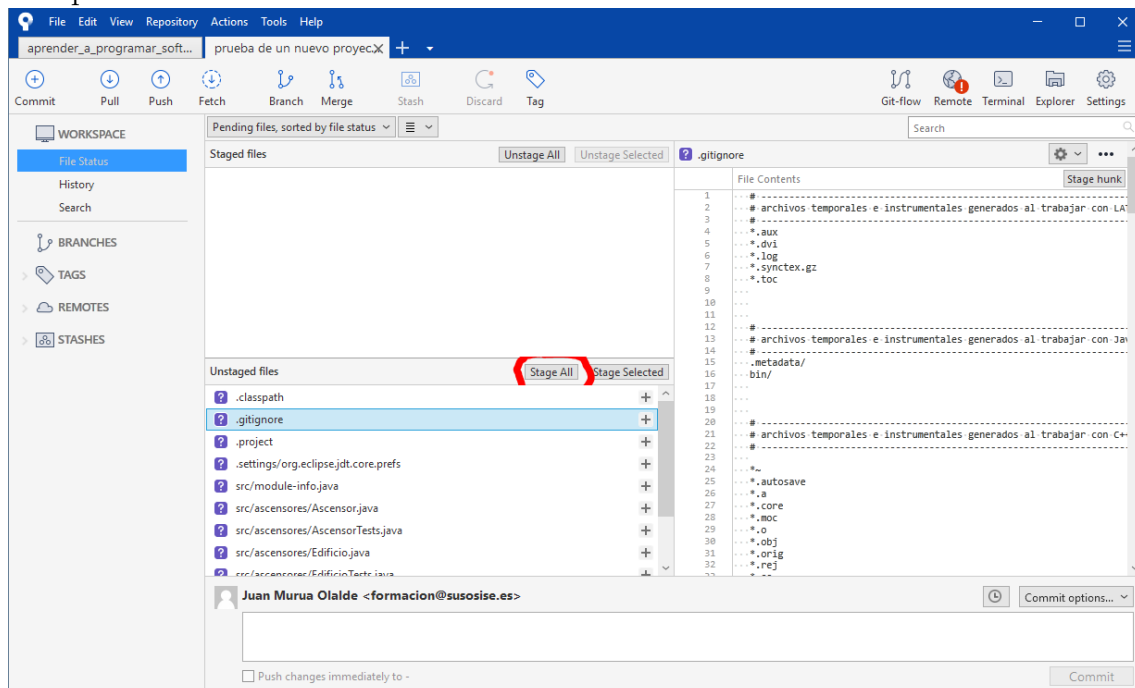 File Edit View Repository Actions Tools Help
aprender_a_programar_soft... prueba de un nuevo proyec
Commit Pull Push Fetch Branch Merge Stash Discard Tag Git-flow Remote Terminal Explorer Settings
WORKSPACE
File Status
History
Search
BRANCHES
TAGS
REMOTES
STASHES
Pending files, sorted by file status
Search
Staged files Unstage All Unstage Selected
Unstaged files Stage All Stage Selected
.classpath
.gitignore
.project
.settings/org.eclipse.jdt.core.prefs
src/module-info.java
src/ascensores/Ascensor.java
src/ascensores/AscensorTests.java
src/ascensores/Edificio.java
src/ascensores/EdificioTests.java
.gitignore
File Contents Stage hunk
1 # ----------------------------------------
2 # archivos temporales e instrumentales generados al trabajar con LAT
3 # ----------------------------------------
4 *.aux
5 *.dvi
6 *.log
7 *.synctex.gz
8 *.toc
9
10
11
12 # ----------------------------------------
13 # archivos temporales e instrumentales generados al trabajar con Jav
14 # ----------------------------------------
15 .metadata/
16 bin/
17
18
19
20 # ----------------------------------------
21 # archivos temporales e instrumentales generados al trabajar con C++
22 # ----------------------------------------
23
24 *~
25 *.autosave
26 *.a
27 *.core
28 *.moc
29 *.o
30 *.obj
31 *.orig
32 *.rej
33
Juan Murua Olalde <formacion@susosise.es>
Commit options...
Push changes immediately to -
Commit